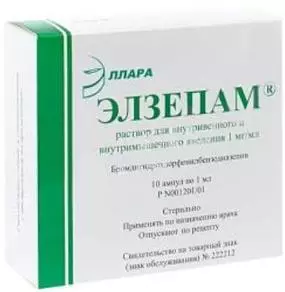 ЭЛЛАРА
ЭЛЗЕПАМ®
раствор для внутривенного и
внутримышечного введения 1 мг/мл
Бромдигидрохлорфенилбензодиазепин
10 ампул по 1 мл
Р N001201/01
Стерильно
Применять по назначению врача
Отпускают по рецепту
Свидетельство на товарный знак
(знак обслуживания) № 222212